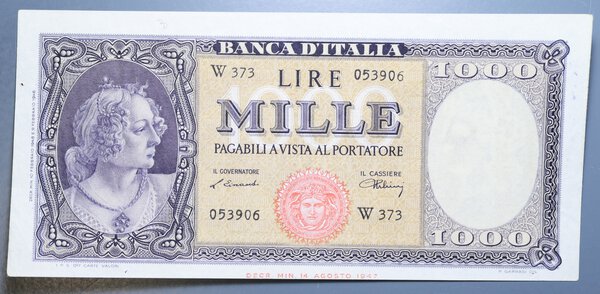 BANCA D'ITALIA
1000
W 373 LIRE 053906
1000
MILLE
PAGABILI A VISTA AL PORTATORE
IL GOVERNATORE IL CASSIERE
053906 W 373
1000
DECR. MIN. 14 AGOSTO 1947